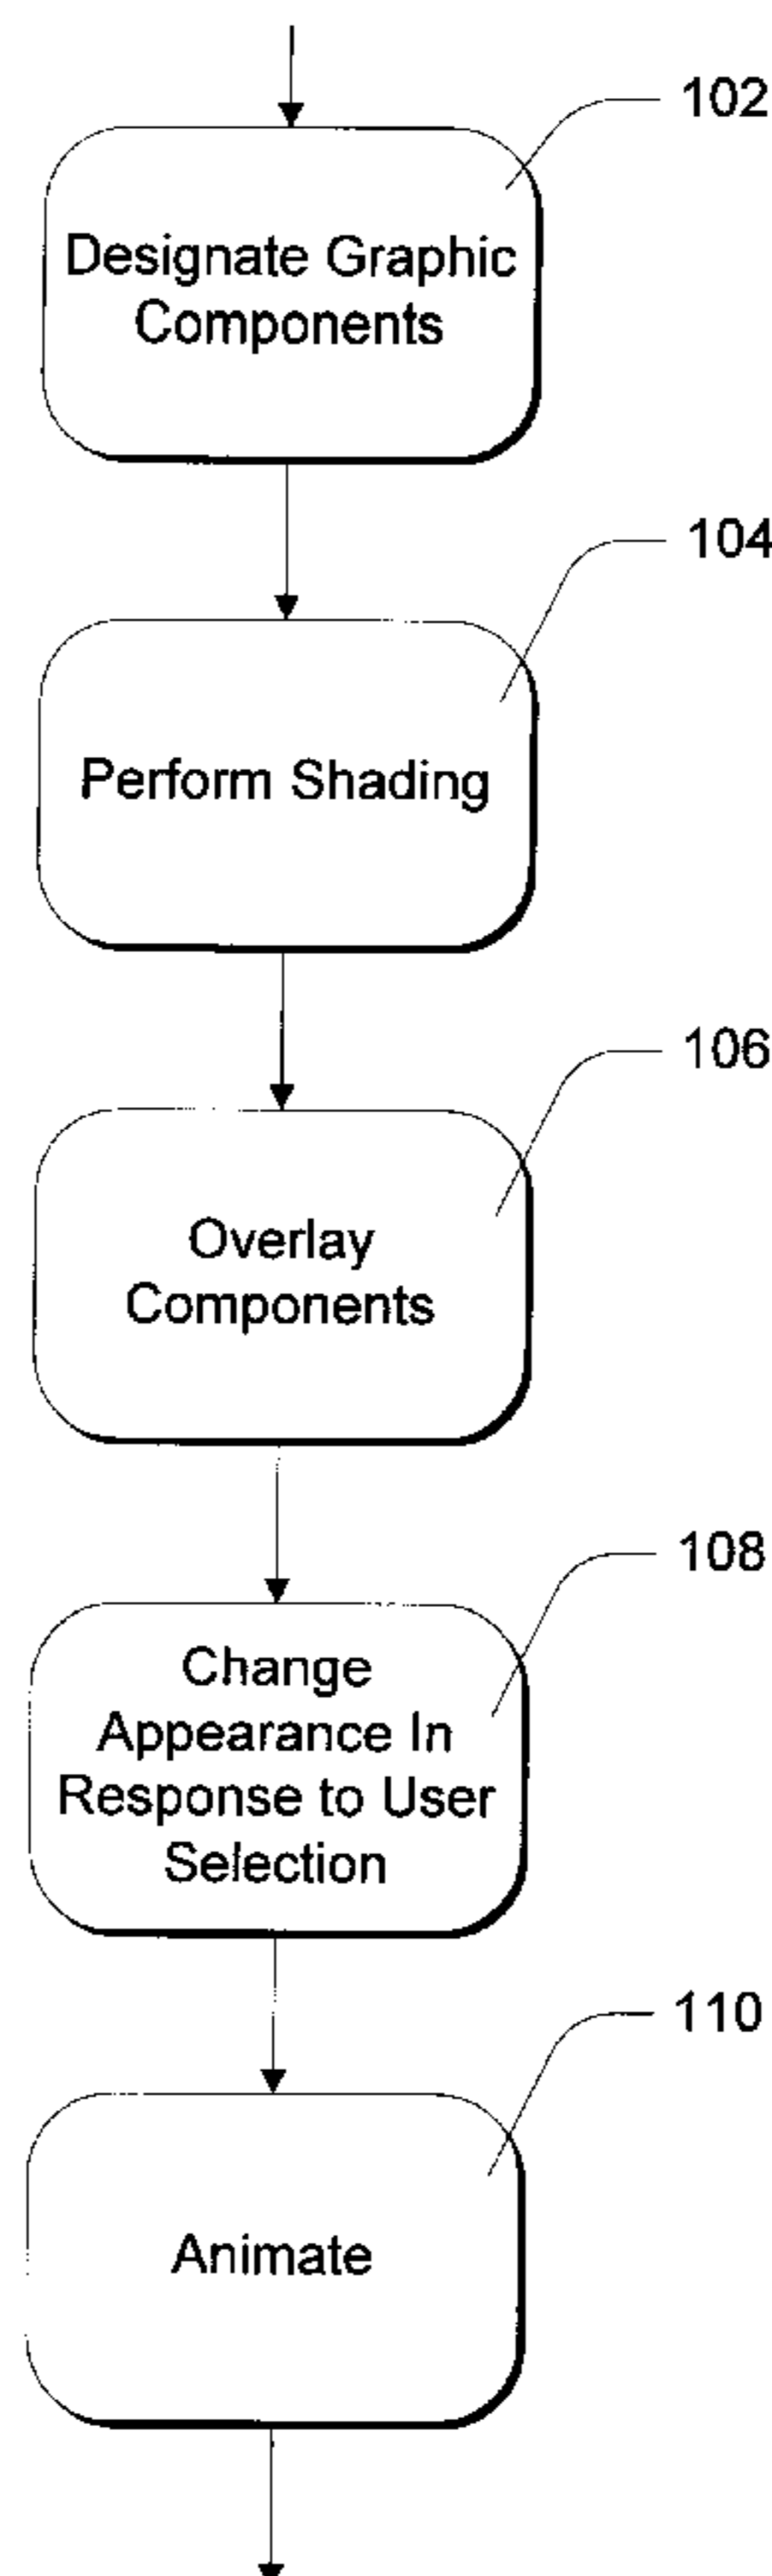 102
Designate Graphic
Components
104
Perform Shading
106
Overlay
Components
108
Change
Appearance In
Response to User
Selection
110
Animate